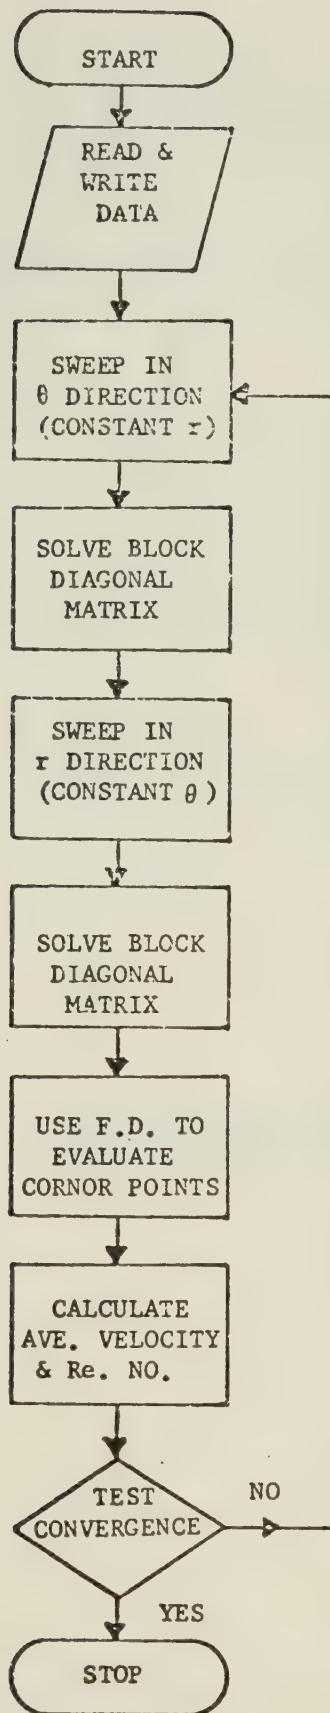 START
READ &
WRITE
DATA
SWEEP IN
θ DIRECTION
(CONSTANT r)
SOLVE BLOCK
DIAGONAL
MATRIX
SWEEP IN
r DIRECTION
(CONSTANT θ)
SOLVE BLOCK
DIAGONAL
MATRIX
USE F.D. TO
EVALUATE
CORNOR POINTS
CALCULATE
AVE. VELOCITY
& Re. NO.
TEST
CONVERGENCE
NO
YES
STOP